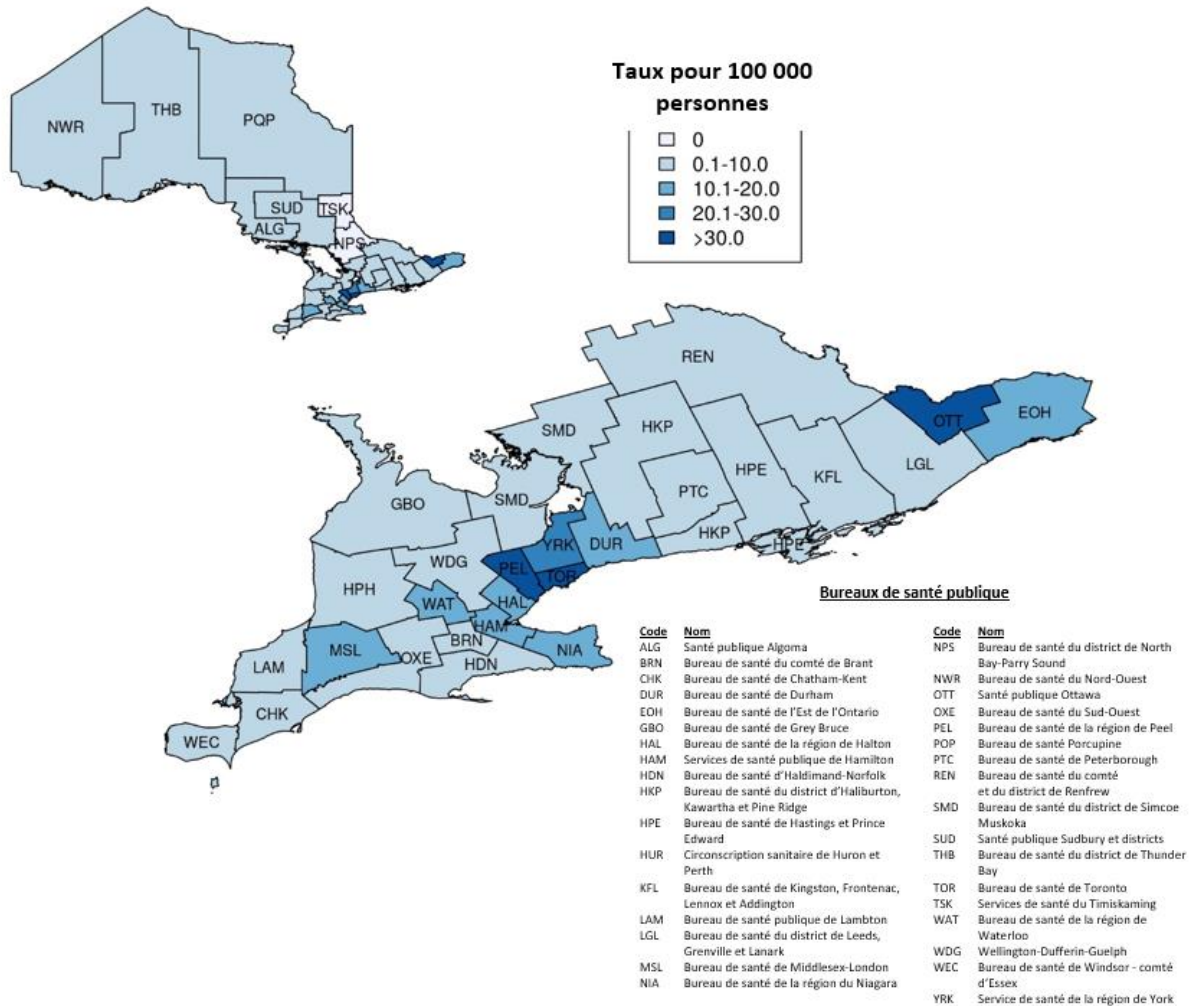 Taux pour 100 000
personnes
0
0.1-10.0
10.1-20.0
20.1-30.0
>30.0
NWR
THB
PQP
SUD
TSK
ALG
NPS
REN
OTT
EOH
SMD
HKP
LGL
HPE
KFL
PTC
GBO
SMD
HKP
HPE
YRK
DUR
WDG
PEL
TOR
HPH
WAT
HAL
HAM
BRN
MSL
OXE
NIA
LAM
HDN
CHK
WEC
Bureaux de santé publique
Code Nom
ALG Santé publique Algoma
BRN Bureau de santé du comté de Brant
CHK Bureau de santé de Chatham-Kent
DUR Bureau de santé de Durham
EOH Bureau de santé de l'Est de l'Ontario
GBO Bureau de santé de Grey Bruce
HAL Bureau de santé de la région de Halton
HAM Services de santé publique de Hamilton
HDN Bureau de santé d'Haldimand-Norfolk
HKP Bureau de santé du district d'Haliburton,
Kawartha et Pine Ridge
HPE Bureau de santé de Hastings et Prince
Edward
HUR Circonscription sanitaire de Huron et
Perth
KFL Bureau de santé de Kingston, Frontenac,
Lennox et Addington
LAM Bureau de santé publique de Lambton
LGL Bureau de santé du district de Leeds,
Grenville et Lanark
MSL Bureau de santé de Middlesex-London
NIA Bureau de santé de la région du Niagara
Code Nom
NPS Bureau de santé du district de North
Bay-Parry Sound
NWR Bureau de santé du Nord-Ouest
OTT Santé publique Ottawa
OXE Bureau de santé du Sud-Ouest
PEL Bureau de santé de la région de Peel
POP Bureau de santé Porcupine
PTC Bureau de santé de Peterborough
REN Bureau de santé du comté
et du district de Renfrew
SMD Bureau de santé du district de Simcoe
Muskoka
SUD Santé publique Sudbury et districts
THB Bureau de santé du district de Thunder
Bay
TOR Bureau de santé de Toronto
TSK Services de santé du Timiskaming
WAT Bureau de santé de la région de
Waterloo
WDG Wellington-Dufferin-Guelph
WEC Bureau de santé de Windsor - comté
d'Essex
YRK Service de santé de la région de York